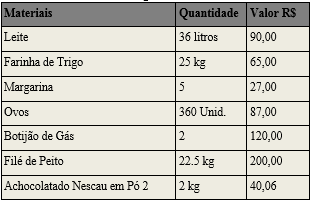 Materiais Quantidade Valor R$
Leite 36 litros 90,00
Farinha de Trigo 25 kg 65,00
Margarina 5 27,00
Ovos 360 Unid. 87,00
Botijão de Gás 2 120,00
Filé de Peito 22.5 kg 200,00
Achocolatado Nescau em Pó 2 2 kg 40,06